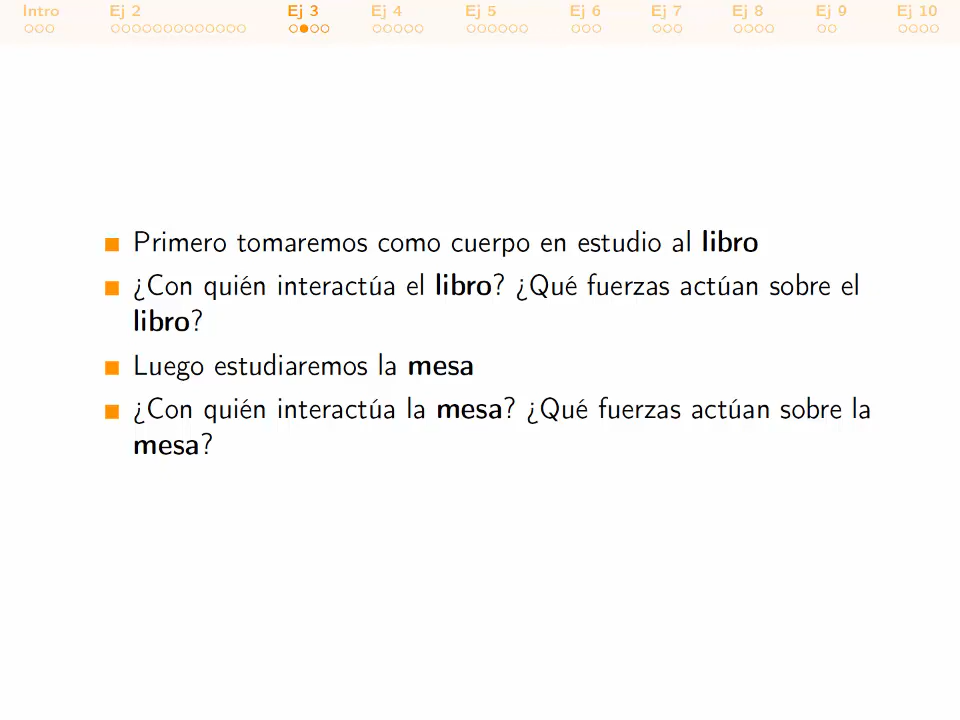 Intro Ej 2 Ej 3 Ej 4 Ej 5 Ej 6 Ej 7 Ej 8 Ej 9 Ej 10
Primero tomaremos como cuerpo en estudio al libro
¿Con quién interactúa el libro? ¿Qué fuerzas actúan sobre el
libro?
Luego estudiaremos la mesa
¿Con quién interactúa la mesa? ¿Qué fuerzas actúan sobre la
mesa?